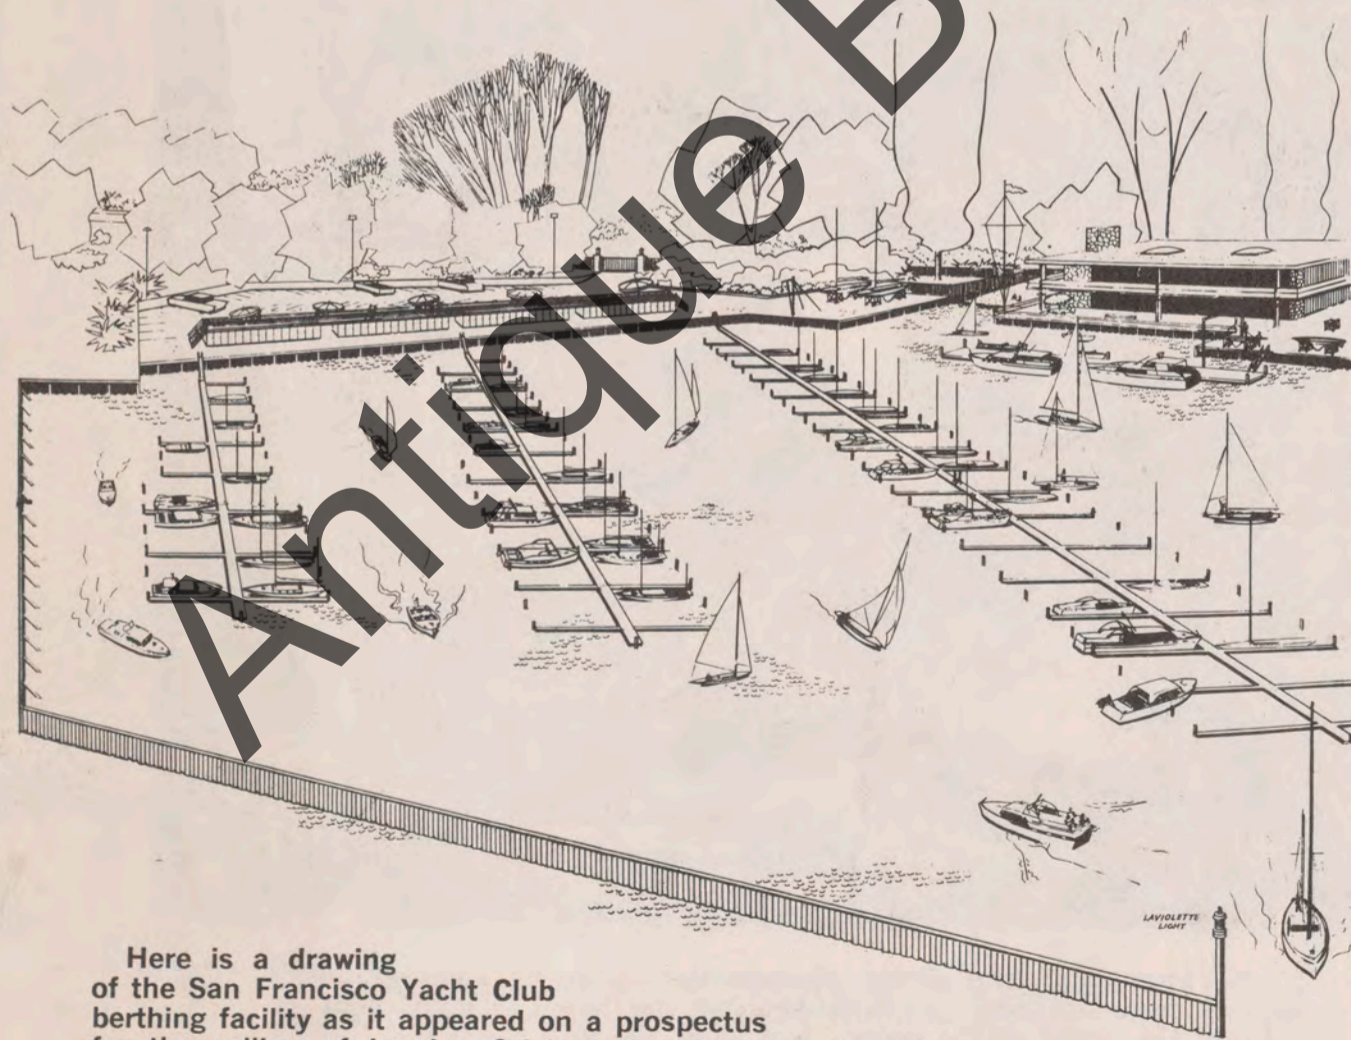 Antique B
LAVIOLETTE
LIGHT
Here is a drawing
of the San Francisco Yacht Club
berthing facility as it appeared on a prospectus